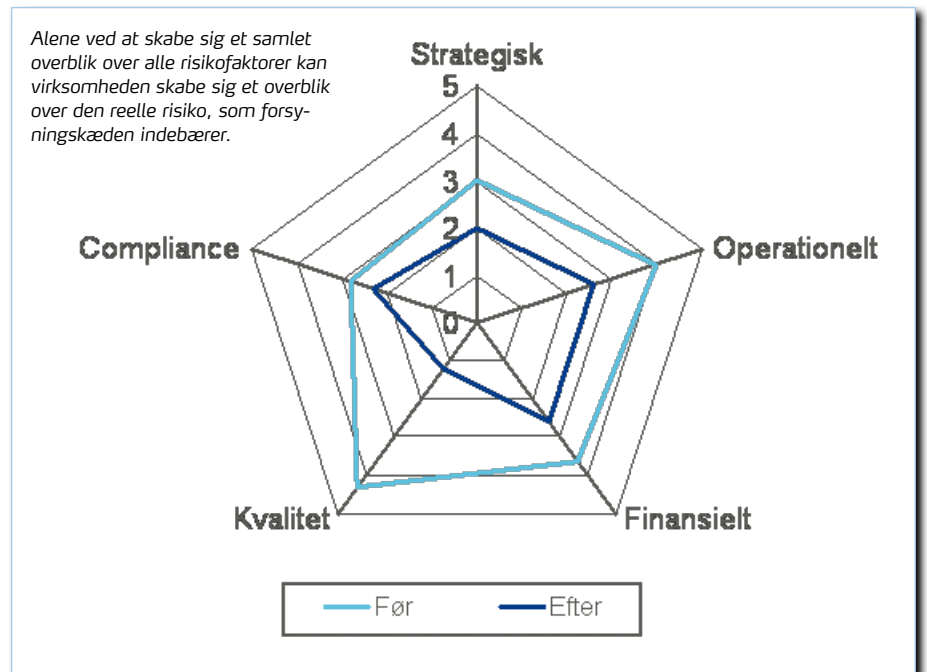 Alene ved at skabe sig et samlet
overblik over alle risikofaktorer kan
virksomheden skabe sig et overblik
over den reelle risiko, som forsy-
ningskæden indebærer.
Strategisk
5
4
3
2
1
0
Compliance
Operationelt
Kvalitet
Finansielt
Før
Efter